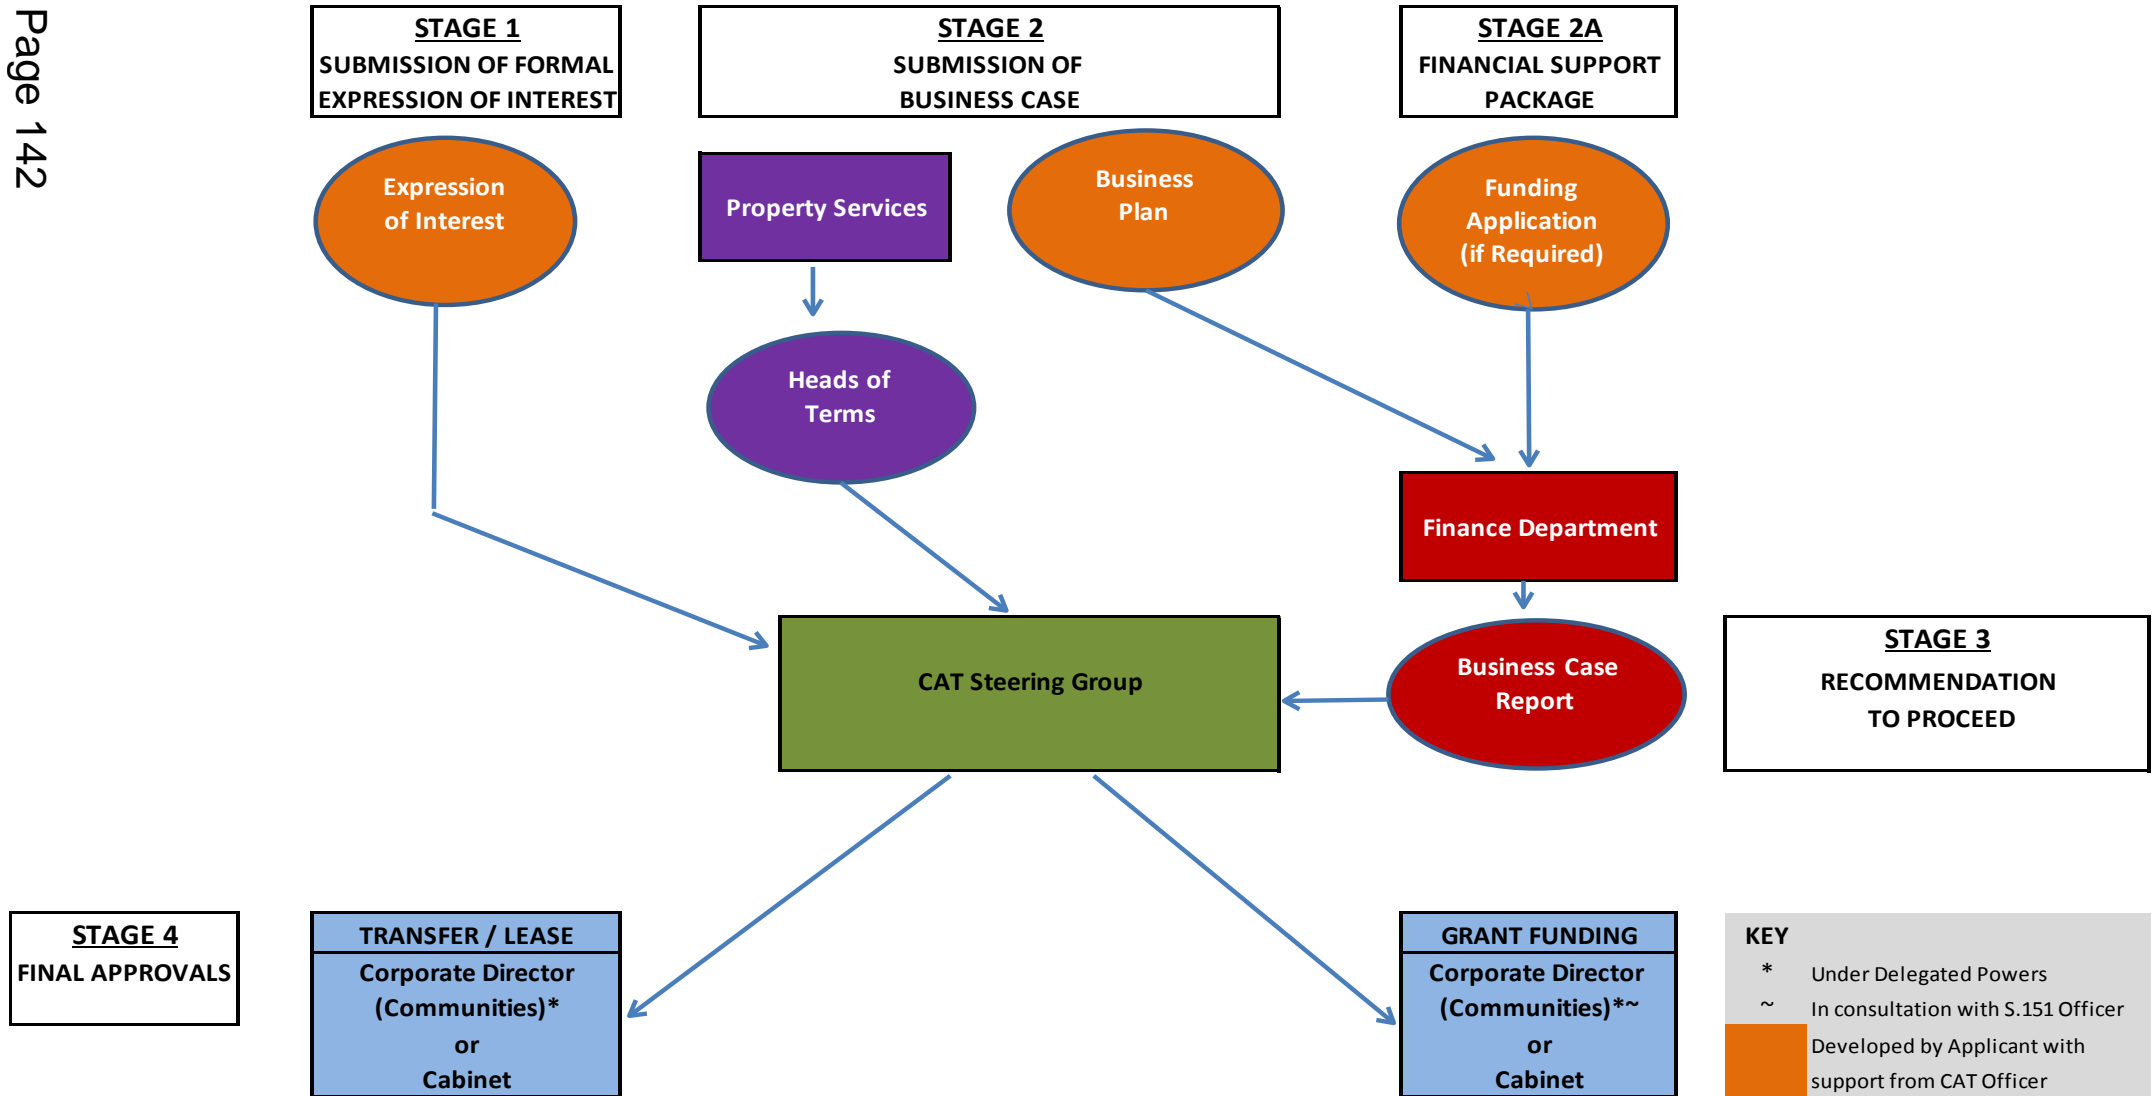 Page 142
STAGE 1
SUBMISSION OF FORMAL
EXPRESSION OF INTEREST
STAGE 2
SUBMISSION OF
BUSINESS CASE
STAGE 2A
FINANCIAL SUPPORT
PACKAGE
Expression
of Interest
Property Services
Business
Plan
Funding
Application
(if Required)
Heads of
Terms
Finance Department
CAT Steering Group
Business Case
Report
STAGE 3
RECOMMENDATION
TO PROCEED
STAGE 4
FINAL APPROVALS
TRANSFER / LEASE
Corporate Director
(Communities)*
or
Cabinet
GRANT FUNDING
Corporate Director
(Communities)*~
or
Cabinet
KEY
* Under Delegated Powers
~ In consultation with S.151 Officer
Developed by Applicant with
support from CAT Officer